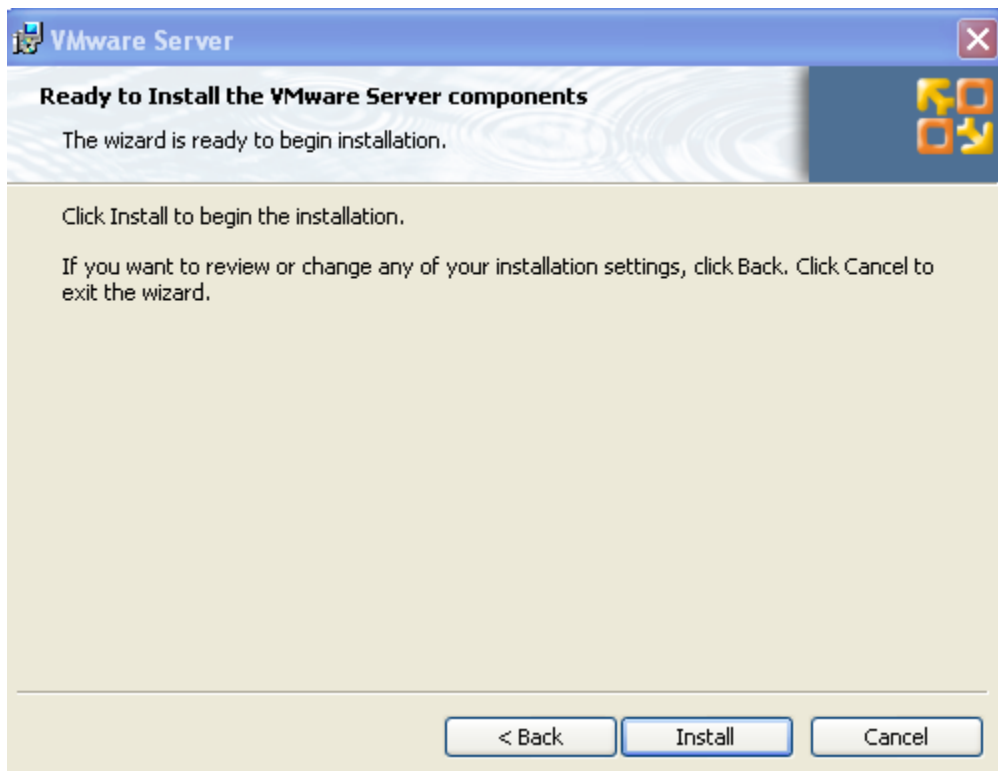 VMware Server
Ready to Install the VMware Server components
The wizard is ready to begin installation.
Click Install to begin the installation.
If you want to review or change any of your installation settings, click Back. Click Cancel to
exit the wizard.
< Back
Install
Cancel